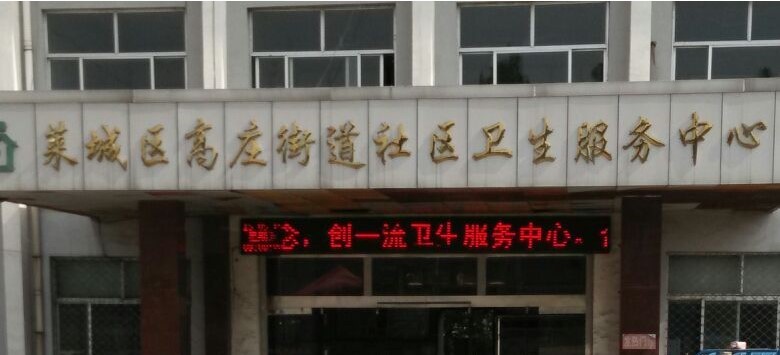 莱城区高庄街道社区卫生服务中心
念，创一流卫生服务中心。